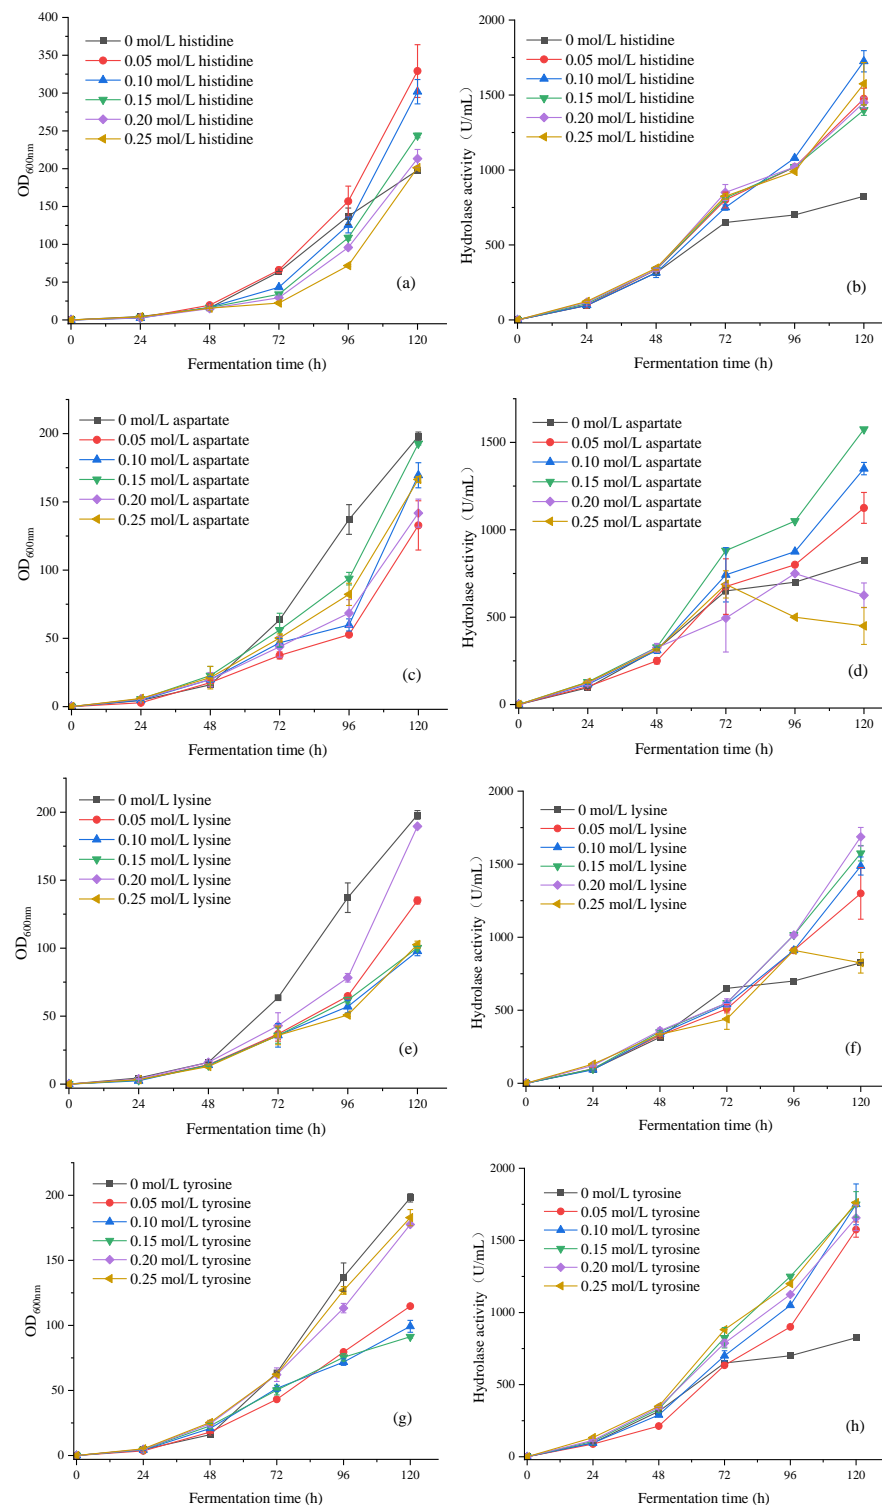 400
350
300
250
200
150
100
50
0
OD600nm
0 mol/L histidine
0.05 mol/L histidine
0.10 mol/L histidine
0.15 mol/L histidine
0.20 mol/L histidine
0.25 mol/L histidine
(a)
0 24 48 72 96 120
Fermentation time (h)
2000
1500
1000
500
0
Hydrolase activity（U/mL）
0 mol/L histidine
0.05 mol/L histidine
0.10 mol/L histidine
0.15 mol/L histidine
0.20 mol/L histidine
0.25 mol/L histidine
(b)
0 24 48 72 96 120
Fermentation time (h)
200
150
100
50
0
OD600nm
0 mol/L aspartate
0.05 mol/L aspartate
0.10 mol/L aspartate
0.15 mol/L aspartate
0.20 mol/L aspartate
0.25 mol/L aspartate
(c)
0 24 48 72 96 120
Fermentation time (h)
1500
1000
500
0
Hydrolase activity（U/mL）
0 mol/L aspartate
0.05 mol/L aspartate
0.10 mol/L aspartate
0.15 mol/L aspartate
0.20 mol/L aspartate
0.25 mol/L aspartate
(d)
0 24 48 72 96 120
Fermentation time (h)
200
150
100
50
0
OD600nm
0 mol/L lysine
0.05 mol/L lysine
0.10 mol/L lysine
0.15 mol/L lysine
0.20 mol/L lysine
0.25 mol/L lysine
(e)
0 24 48 72 96 120
Fermentation time (h)
2000
1500
1000
500
0
Hydrolase activity（U/mL）
0 mol/L lysine
0.05 mol/L lysine
0.10 mol/L lysine
0.15 mol/L lysine
0.20 mol/L lysine
0.25 mol/L lysine
(f)
0 24 48 72 96 120
Fermentation time (h)
200
150
100
50
0
OD600nm
0 mol/L tyrosine
0.05 mol/L tyrosine
0.10 mol/L tyrosine
0.15 mol/L tyrosine
0.20 mol/L tyrosine
0.25 mol/L tyrosine
(g)
0 24 48 72 96 120
Fermentation time (h)
2000
1500
1000
500
0
Hydrolase activity（U/mL）
0 mol/L tyrosine
0.05 mol/L tyrosine
0.10 mol/L tyrosine
0.15 mol/L tyrosine
0.20 mol/L tyrosine
0.25 mol/L tyrosine
(h)
0 24 48 72 96 120
Fermentation time (h)